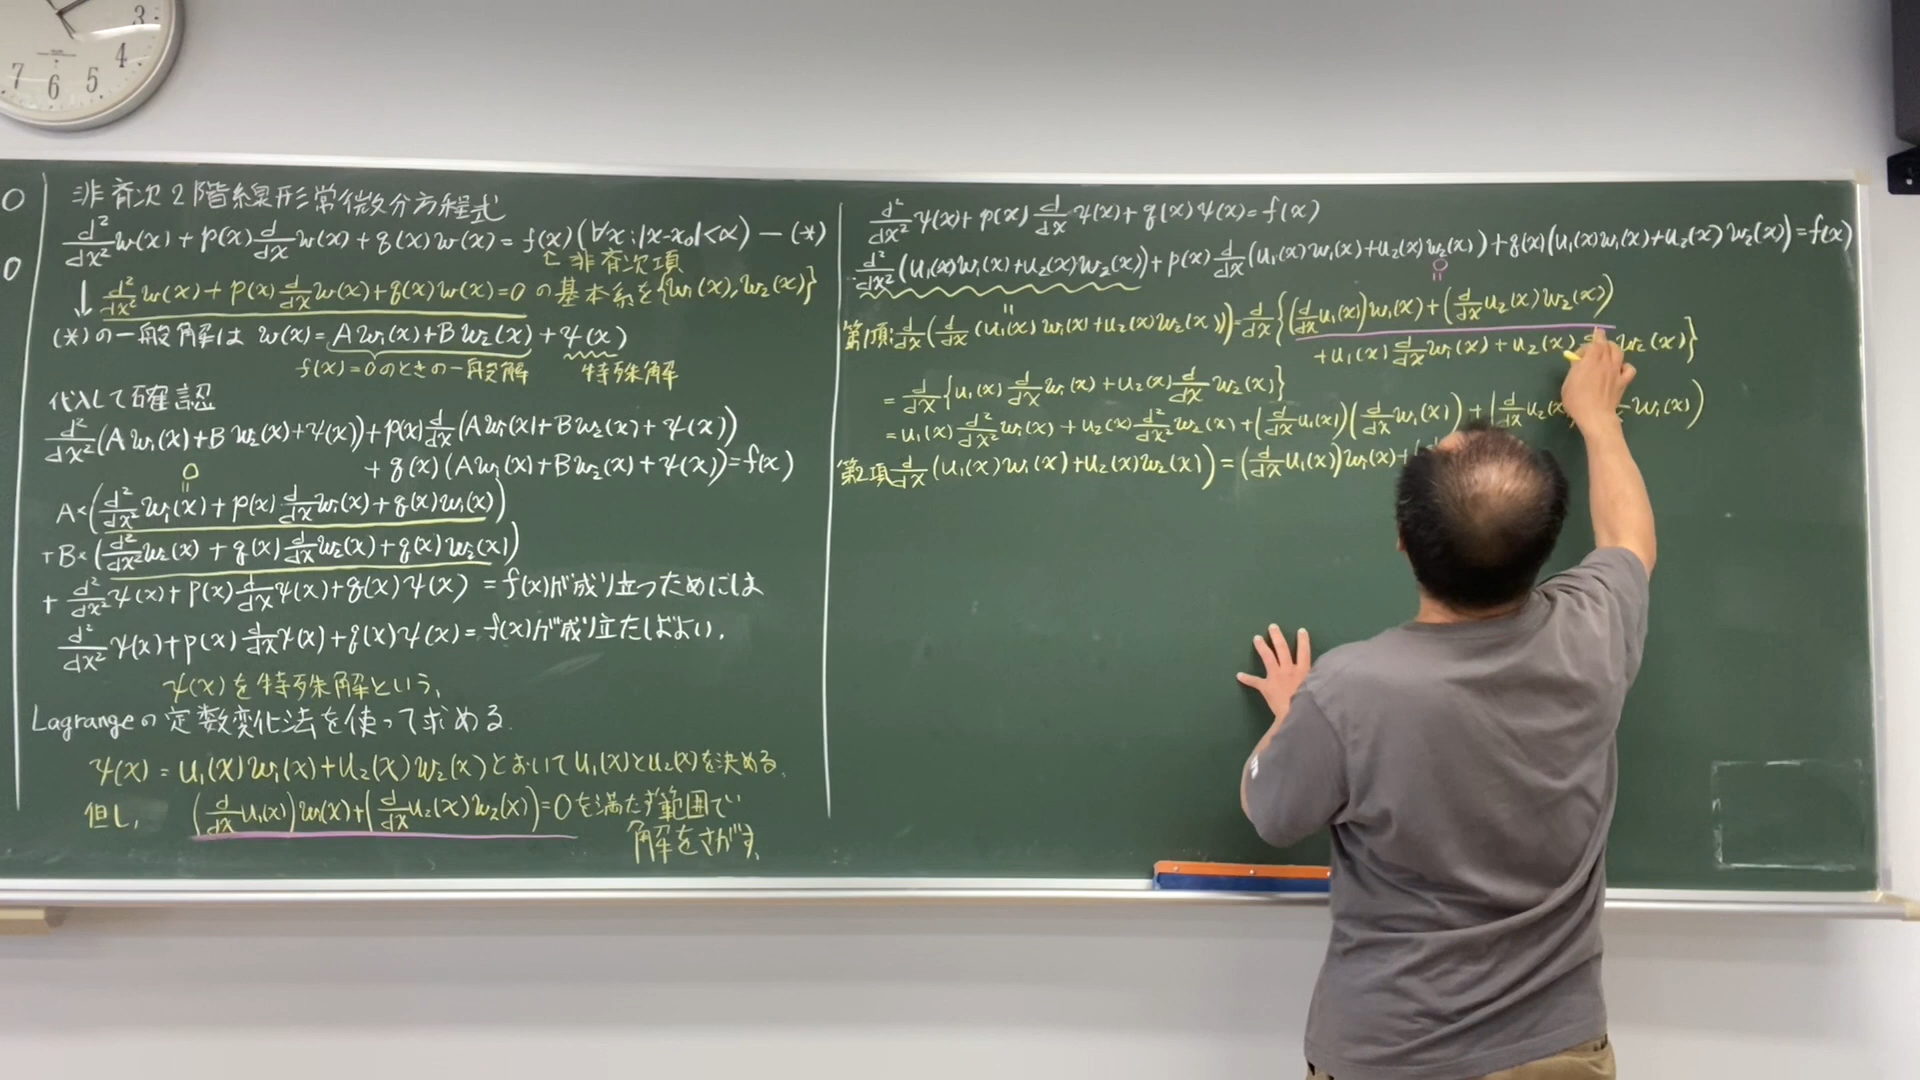 3
4
5
6
7
0
0
非斉次2階線形常微分方程式
d²/dx² w(x) + p(x) d/dx w(x) + q(x) w(x) = f(x) (∀x : |x-x₀|<α) — (*)
↑非斉次項
↓ d²/dx² w(x) + p(x) d/dx w(x) + q(x) w(x) = 0 の基本系を{w₁(x), w₂(x)}
(*)の一般解は w(x) = A w₁(x) + B w₂(x) + ψ(x)
f(x)=0のときの一般解 特殊解
代入して確認
d²/dx² (A w₁(x) + B w₂(x) + ψ(x)) + p(x) d/dx (A w₁(x) + B w₂(x) + ψ(x))
+ q(x) (A w₁(x) + B w₂(x) + ψ(x)) = f(x)
0
=
A×(d²/dx² w₁(x) + p(x) d/dx w₁(x) + q(x) w₁(x))
+B×(d²/dx² w₂(x) + q(x) d/dx w₂(x) + q(x) w₂(x))
+ d²/dx² ψ(x) + p(x) d/dx ψ(x) + q(x) ψ(x) = f(x)が成り立つためには
d²/dx² ψ(x) + p(x) d/dx ψ(x) + q(x) ψ(x) = f(x)が成り立たばよい.
ψ(x)を特殊解という.
Lagrangeの定数変化法を使って求める.
ψ(x) = u₁(x) w₁(x) + u₂(x) w₂(x) とおいて u₁(x)とu₂(x)を決める.
但し, (d/dx u₁(x)) w₁(x) + (d/dx u₂(x) w₂(x)) = 0 を満たす範囲で
解をさがす.
d²/dx² ψ(x) + p(x) d/dx ψ(x) + q(x) ψ(x) = f(x)
d²/dx² (u₁(x) w₁(x) + u₂(x) w₂(x)) + p(x) d/dx (u₁(x) w₁(x) + u₂(x) w₂(x)) + q(x) (u₁(x) w₁(x) + u₂(x) w₂(x)) = f(x)
= 0
=
第1項: d/dx (d/dx (u₁(x) w₁(x) + u₂(x) w₂(x))) = d/dx {(d/dx u₁(x)) w₁(x) + (d/dx u₂(x) w₂(x))
+ u₁(x) d/dx w₁(x) + u₂(x) w₂(x)}
= d/dx {u₁(x) d/dx w₁(x) + u₂(x) d/dx w₂(x)}
= u₁(x) d²/dx² w₁(x) + u₂(x) d²/dx² w₂(x) + (d/dx u₁(x)) (d/dx w₁(x)) + (d/dx u₂(x) w₁(x))
第2項 d/dx (u₁(x) w₁(x) + u₂(x) w₂(x)) = (d/dx u₁(x)) w₁(x) + (